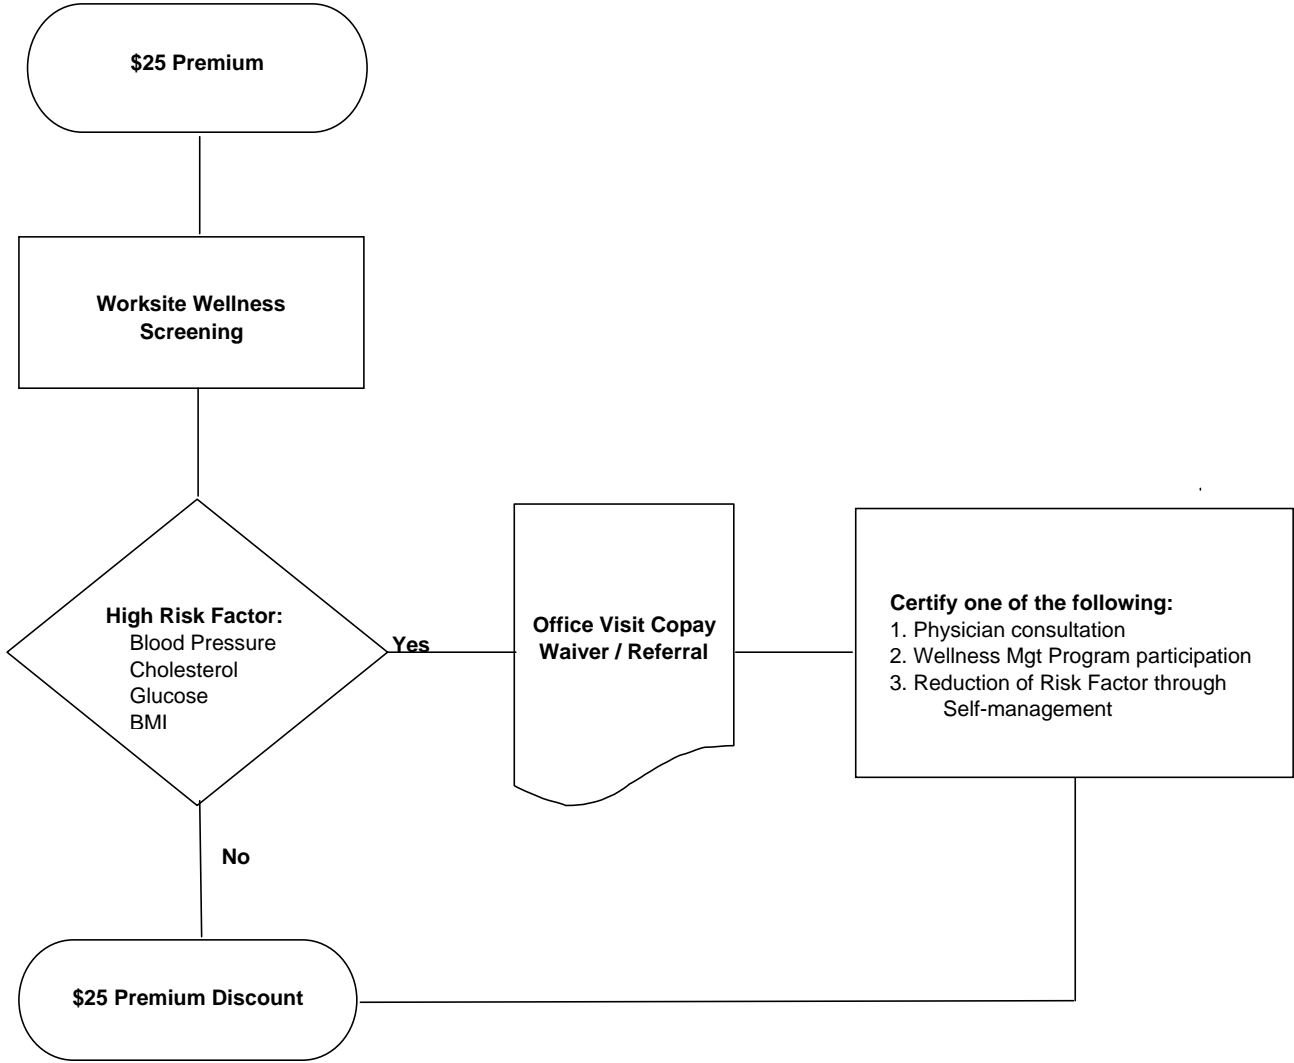 $25 Premium
Worksite Wellness
Screening
High Risk Factor:
Blood Pressure
Cholesterol
Glucose
BMI
Yes
Office Visit Copay
Waiver / Referral
Certify one of the following:
1. Physician consultation
2. Wellness Mgt Program participation
3. Reduction of Risk Factor through
Self-management
No
$25 Premium Discount